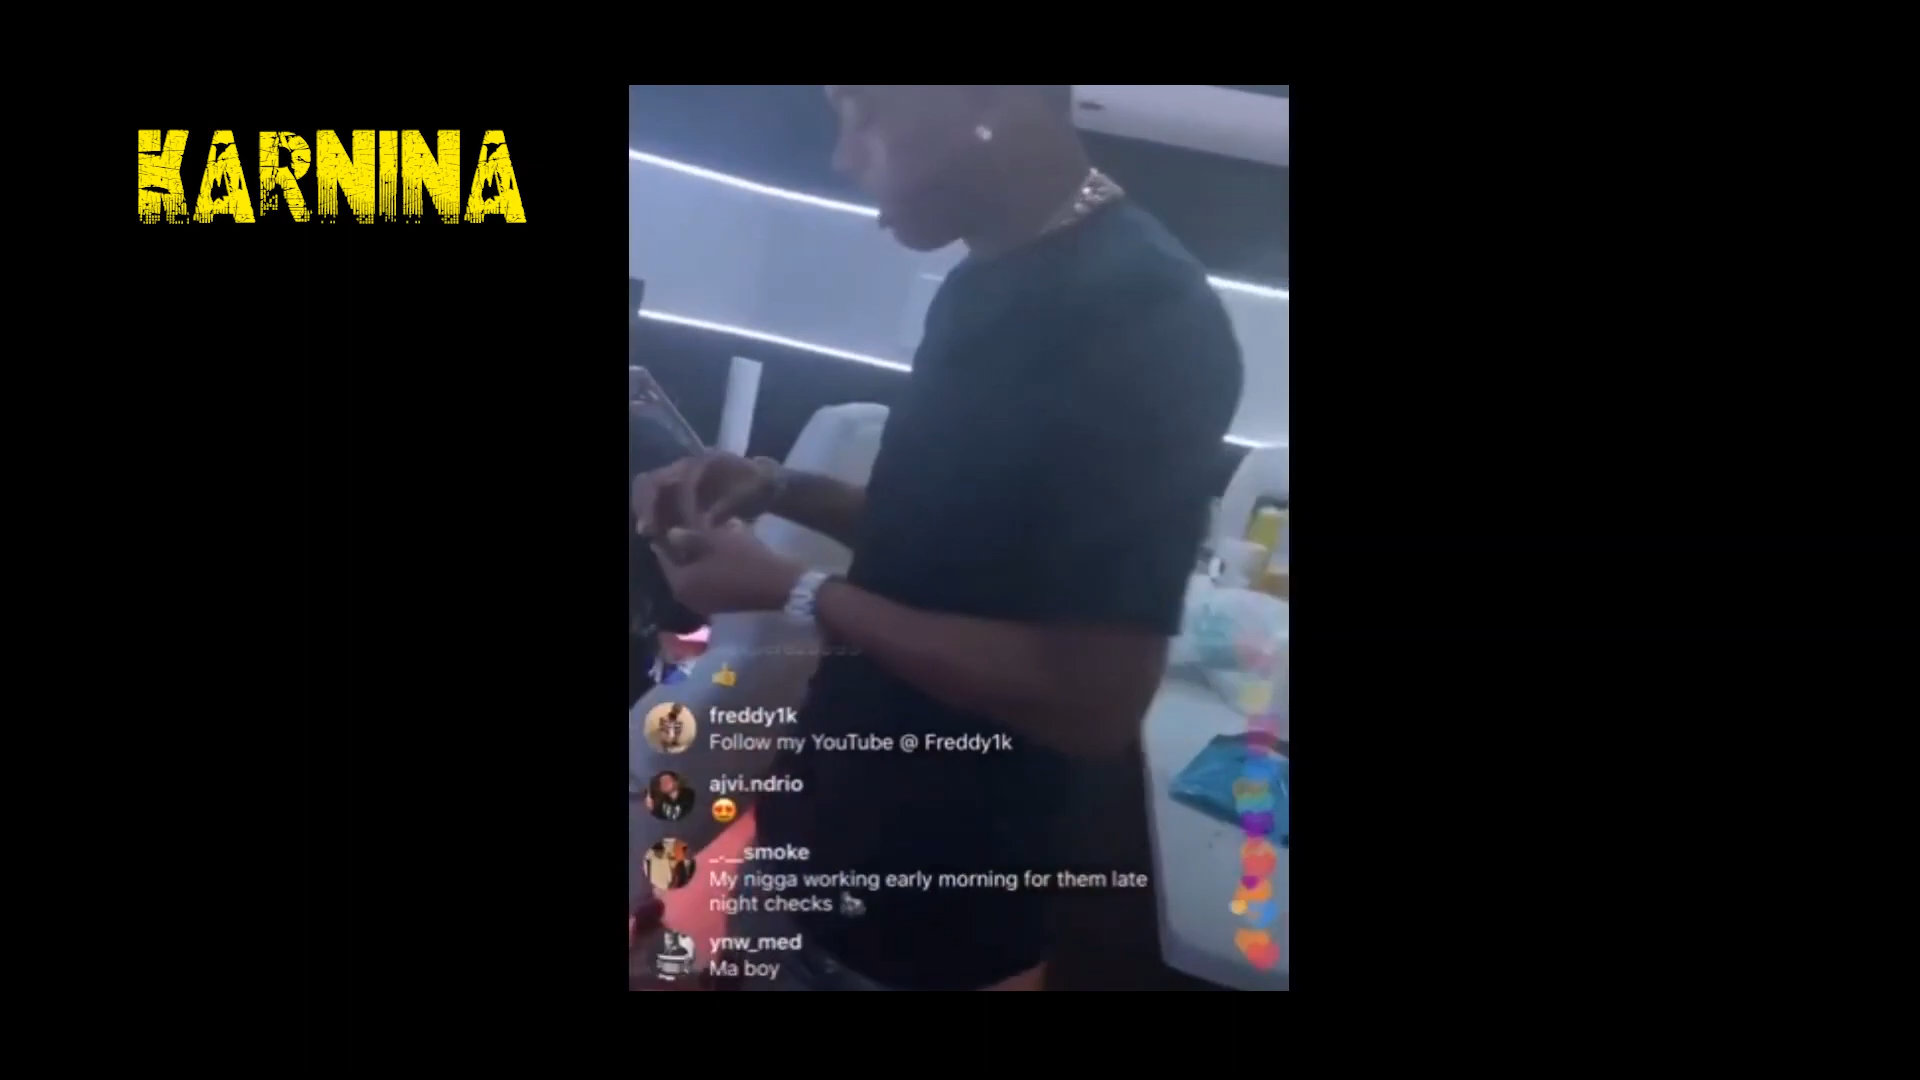 KARNINA
👍
freddy1k
Follow my YouTube @ Freddy1k
ajvi.ndrio
😍
_.__smoke
My nigga working early morning for them late
night checks
ynw_med
Ma boy